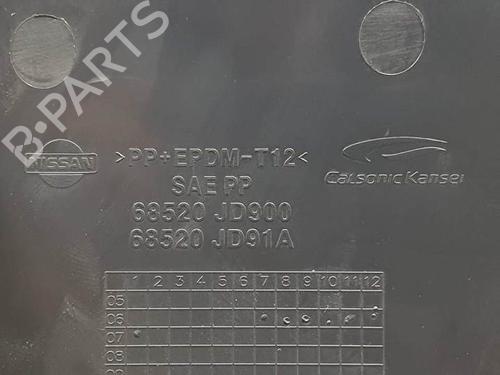 B-PARTS
NISSAN
>PP+EPDM-T12<
SAE PP
68520 JD900
68520 JD91A
Calsonic Kansei
1 2 3 4 5 6 7 8 9 10 11 12
05
06
07
08
09